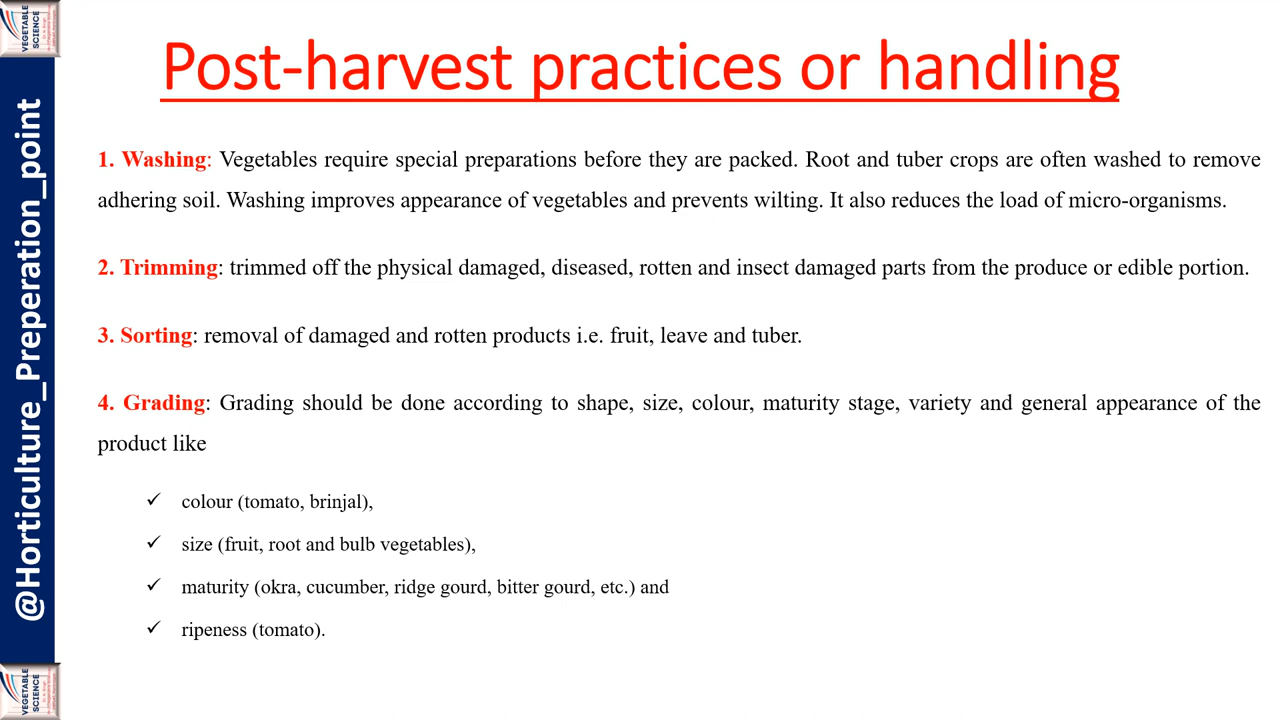 VEGETABLE
SCIENCE
Post-harvest practices or handling
@Horticulture_Preperation_point
1. Washing: Vegetables require special preparations before they are packed. Root and tuber crops are often washed to remove
adhering soil. Washing improves appearance of vegetables and prevents wilting. It also reduces the load of micro-organisms.
2. Trimming: trimmed off the physical damaged, diseased, rotten and insect damaged parts from the produce or edible portion.
3. Sorting: removal of damaged and rotten products i.e. fruit, leave and tuber.
4. Grading: Grading should be done according to shape, size, colour, maturity stage, variety and general appearance of the
product like
✓ colour (tomato, brinjal),
✓ size (fruit, root and bulb vegetables),
✓ maturity (okra, cucumber, ridge gourd, bitter gourd, etc.) and
✓ ripeness (tomato).
VEGETABLE
SCIENCE